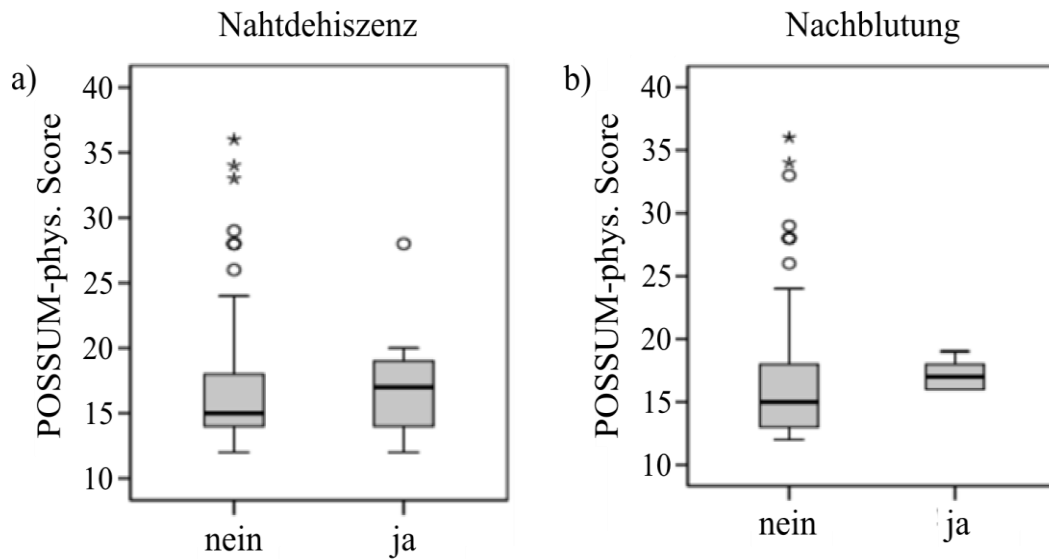 Nahtdehiszenz
a)
POSSUM-phys. Score
40
35
30
25
20
15
10
nein ja
Nachblutung
b)
POSSUM-phys. Score
40
35
30
25
20
15
10
nein ja